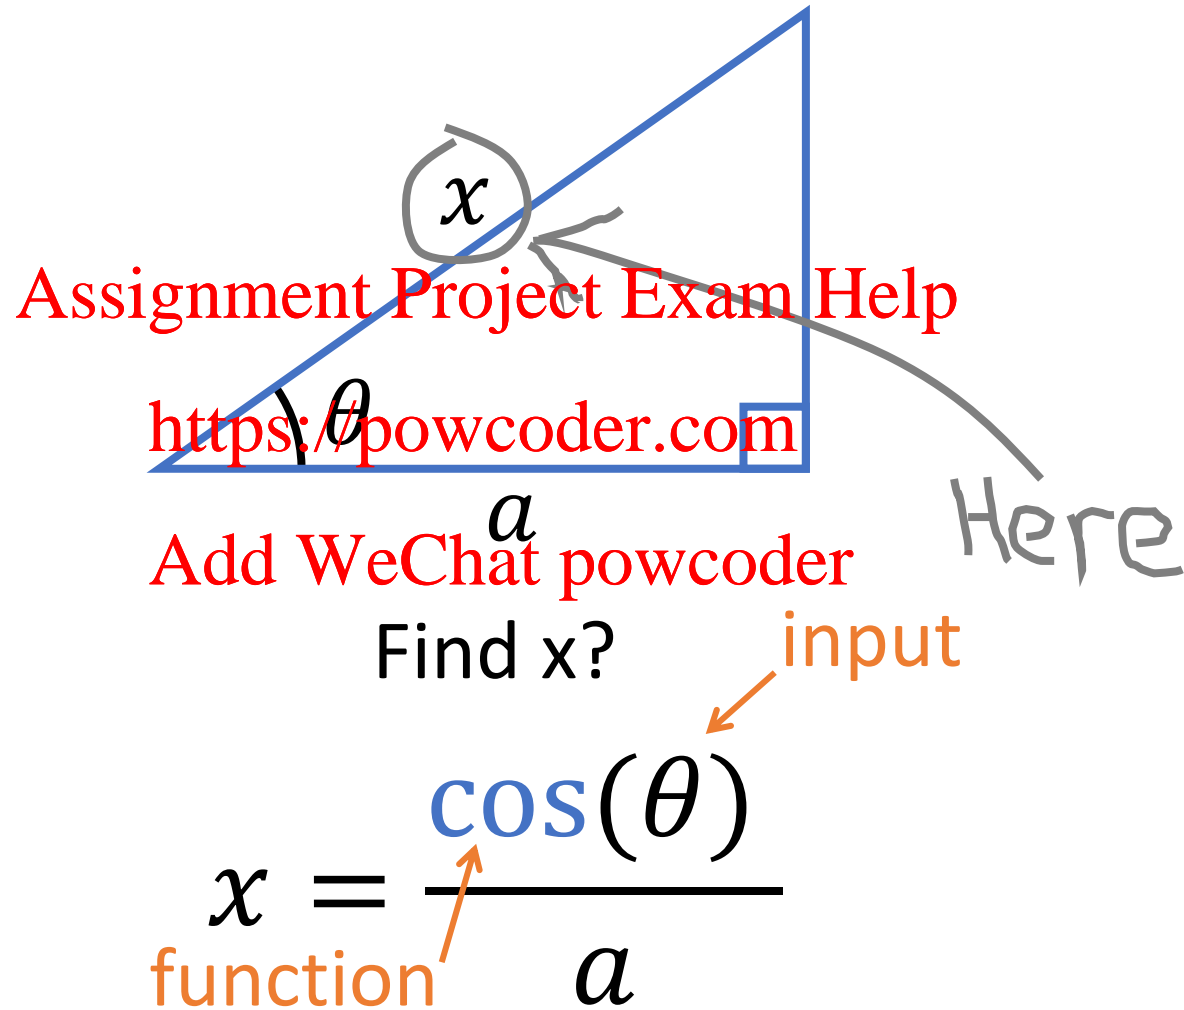 x
Assignment Project Exam Help
θ
https://powcoder.com
a
Here
Add WeChat powcoder
Find x?
input
cos(θ)
x =
a
function